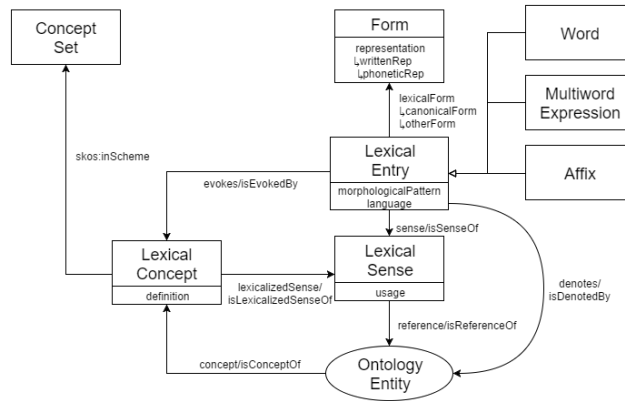 Concept
Set
Form
representation
↳writtenRep
↳phoneticRep
Word
Multiword
Expression
Affix
lexicalForm
↳canonicalForm
↳otherForm
skos:inScheme
evokes/isEvokedBy
Lexical
Entry
morphologicalPattern
language
sense/isSenseOf
Lexical
Concept
definition
lexicalizedSense/
isLexicalizedSenseOf
Lexical
Sense
usage
denotes/
isDenotedBy
reference/isReferenceOf
concept/isConceptOf
Ontology
Entity